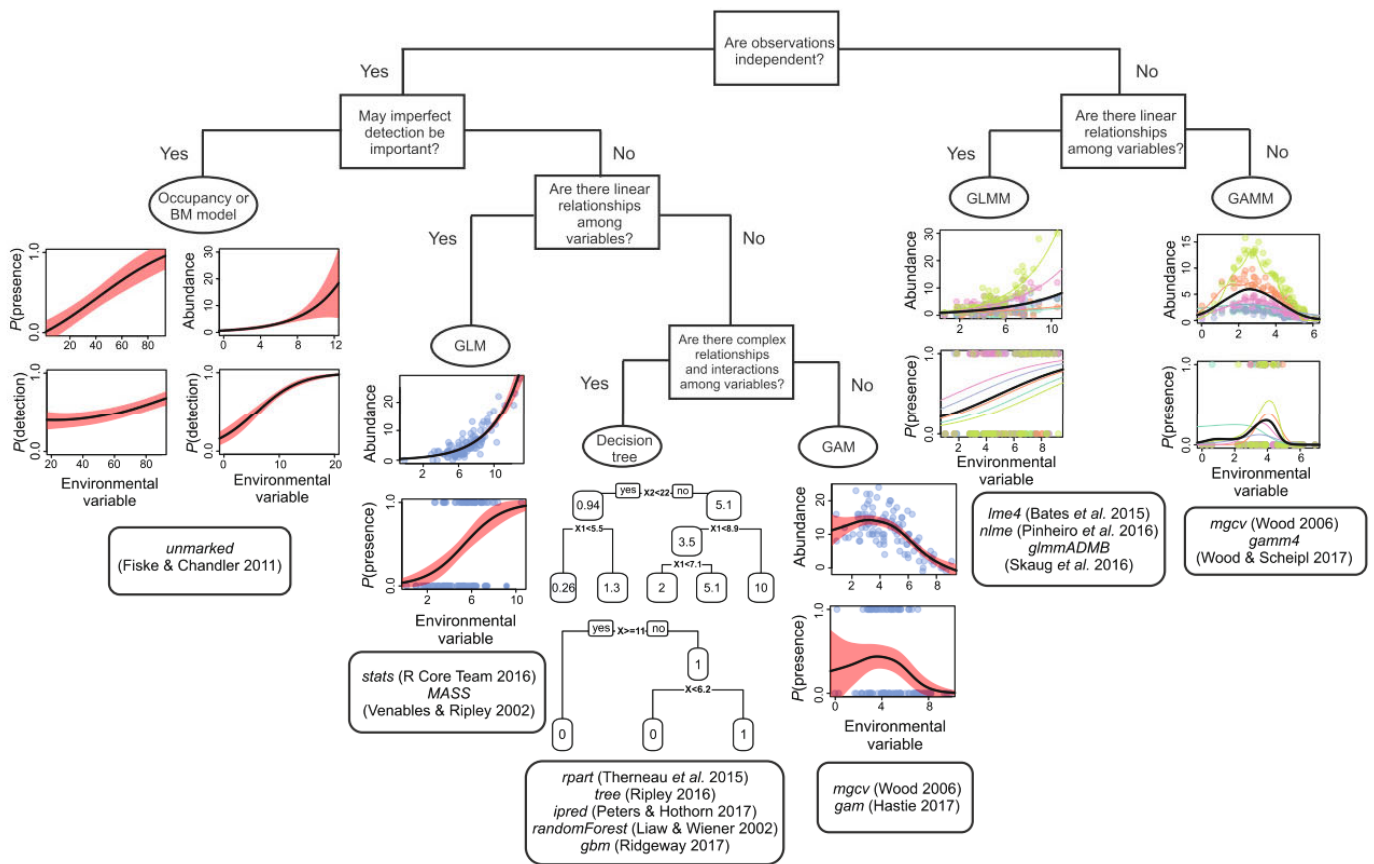 Are observations
independent?
Yes
No
May imperfect
detection be
important?
Are there linear
relationships
among variables?
Yes
No
Yes
No
Occupancy or
BM model
Are there linear
relationships
among
variables?
GLMM
GAMM
Yes
No
P(presence)
0.0
1.0
20
40
60
80
Abundance
0
10
20
30
0
4
8
12
P(detection)
0.0
1.0
20
40
60
80
Environmental
variable
P(detection)
0.0
1.0
0
10
20
Environmental
variable
unmarked
(Fiske & Chandler 2011)
GLM
Are there complex
relationships
and interactions
among variables?
Yes
No
Abundance
0
10
20
30
2
6
10
P(presence)
0.0
1.0
2
6
10
Environmental
variable
stats (R Core Team 2016)
MASS
(Venables & Ripley 2002)
Decision
tree
yes X2<22 no
0.94
5.1
X1<5.5
X1<8.9
3.5
X1<7.1
0.26
1.3
2
5.1
10
yes X>=11 no
1
X<6.2
0
0
1
rpart (Therneau et al. 2015)
tree (Ripley 2016)
ipred (Peters & Hothorn 2017)
randomForest (Liaw & Wiener 2002)
gbm (Ridgeway 2017)
GAM
Abundance
0
10
20
2
4
6
8
P(presence)
0.0
1.0
0
4
8
Environmental
variable
mgcv (Wood 2006)
gam (Hastie 2017)
Abundance
0
10
20
30
2
4
6
8
10
P(presence)
0.0
1.0
2
4
6
8
Environmental
variable
lme4 (Bates et al. 2015)
nlme (Pinheiro et al. 2016)
glmmADMB
(Skaug et al. 2016)
Abundance
0
5
10
15
0
2
4
6
P(presence)
0.0
1.0
0
2
4
6
Environmental
variable
mgcv (Wood 2006)
gamm4
(Wood & Scheipl 2017)